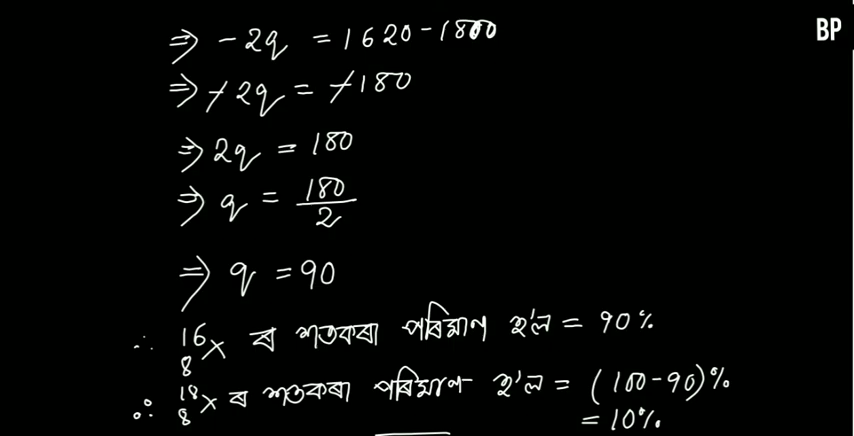 BP
⇒ -2q = 1620 - 1800
⇒ -2q = -180
⇒ 2q = 180
⇒ q = 180/2
⇒ q = 90
∴ ¹⁶₈X ৰ শতকৰা পৰিমাণ হ'ল = 90%
∴ ¹⁸₈X ৰ শতকৰা পৰিমাণ হ'ল = (100-90)%
= 10%